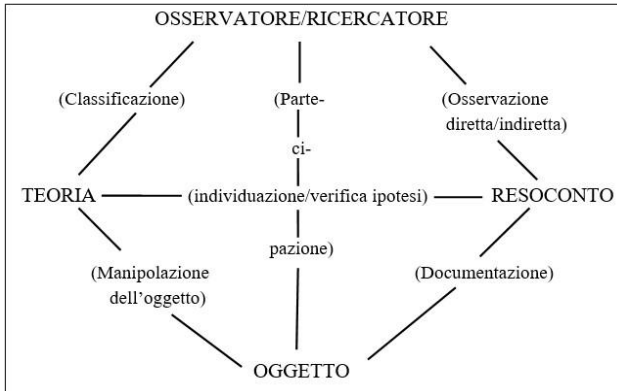 OSSERVATORE/RICERCATORE
(Classificazione)
(Parte-
(Osservazione
diretta/indiretta)
ci-
TEORIA
(individuazione/verifica ipotesi)
RESOCONTO
pazione)
(Manipolazione
dell’oggetto)
(Documentazione)
OGGETTO